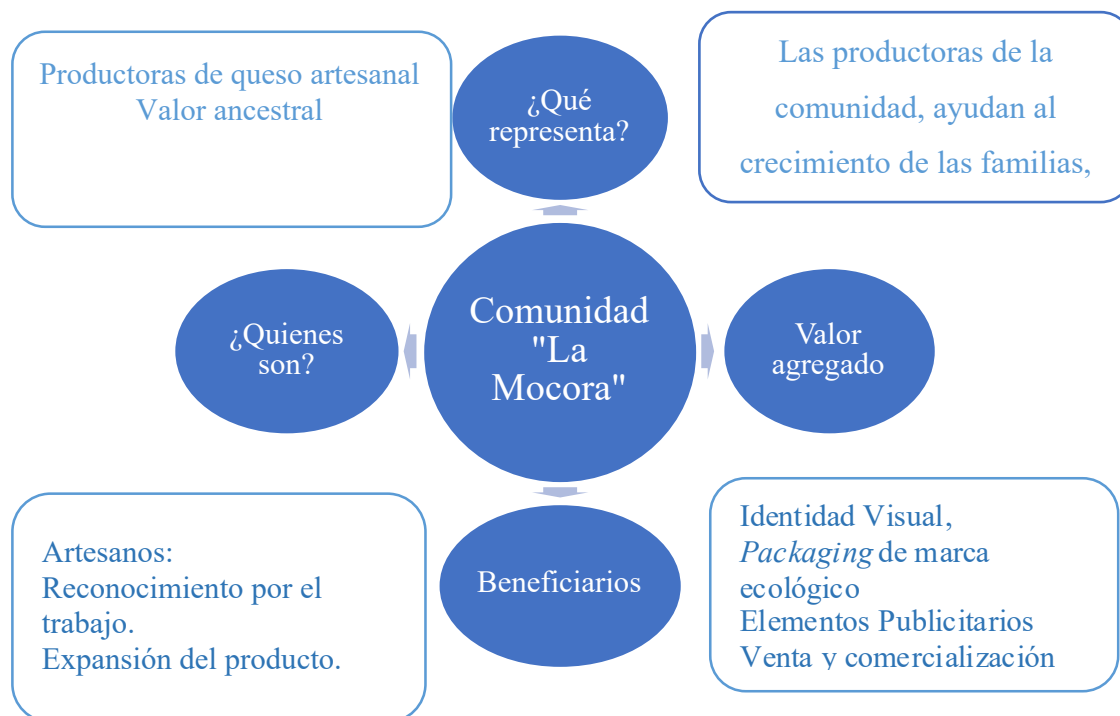 Productoras de queso artesanal
Valor ancestral
¿Qué
representa?
Las productoras de la
comunidad, ayudan al
crecimiento de las familias,
¿Quienes
son?
Comunidad
"La
Mocora"
Valor
agregado
Artesanos:
Reconocimiento por el
trabajo.
Expansión del producto.
Beneficiarios
Identidad Visual,
Packaging de marca
ecológico
Elementos Publicitarios
Venta y comercialización